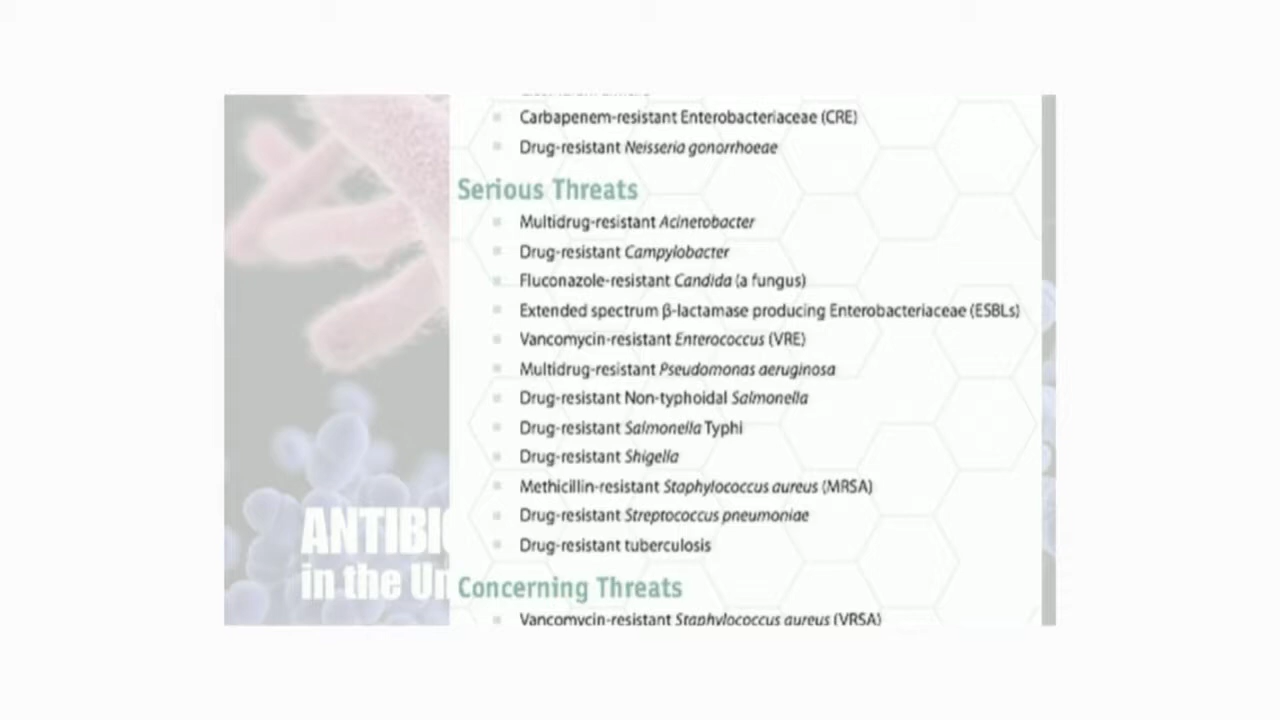 Carbapenem-resistant Enterobacteriaceae (CRE)
Drug-resistant Neisseria gonorrhoeae
Serious Threats
Multidrug-resistant Acinetobacter
Drug-resistant Campylobacter
Fluconazole-resistant Candida (a fungus)
Extended spectrum β-lactamase producing Enterobacteriaceae (ESBLs)
Vancomycin-resistant Enterococcus (VRE)
Multidrug-resistant Pseudomonas aeruginosa
Drug-resistant Non-typhoidal Salmonella
Drug-resistant Salmonella Typhi
Drug-resistant Shigella
Methicillin-resistant Staphylococcus aureus (MRSA)
Drug-resistant Streptococcus pneumoniae
Drug-resistant tuberculosis
ANTIBI
in the Un
Concerning Threats
Vancomycin-resistant Staphylococcus aureus (VRSA)